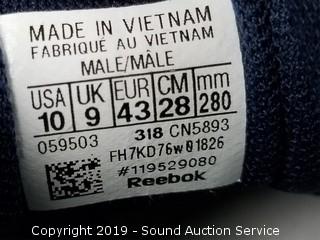 MADE IN VIETNAM
FABRIQUÉ AU VIETNAM
MALE/MÂLE
USA UK EUR CM mm
10 9 43 28 280
059503 318 CN5893
FH7KD76w01826
#119529080
Reebok
Copyright 2019 - Sound Auction Service